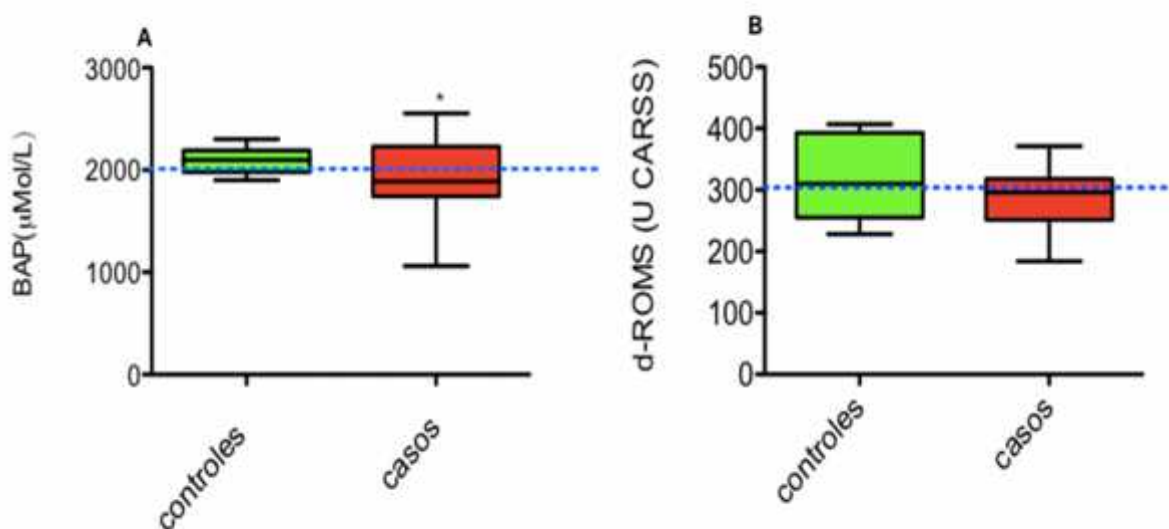 A
BAP(μMol/L)
3000
2000
1000
0
*
controles
casos
B
d-ROMS (U CARSS)
500
400
300
200
100
0
controles
casos